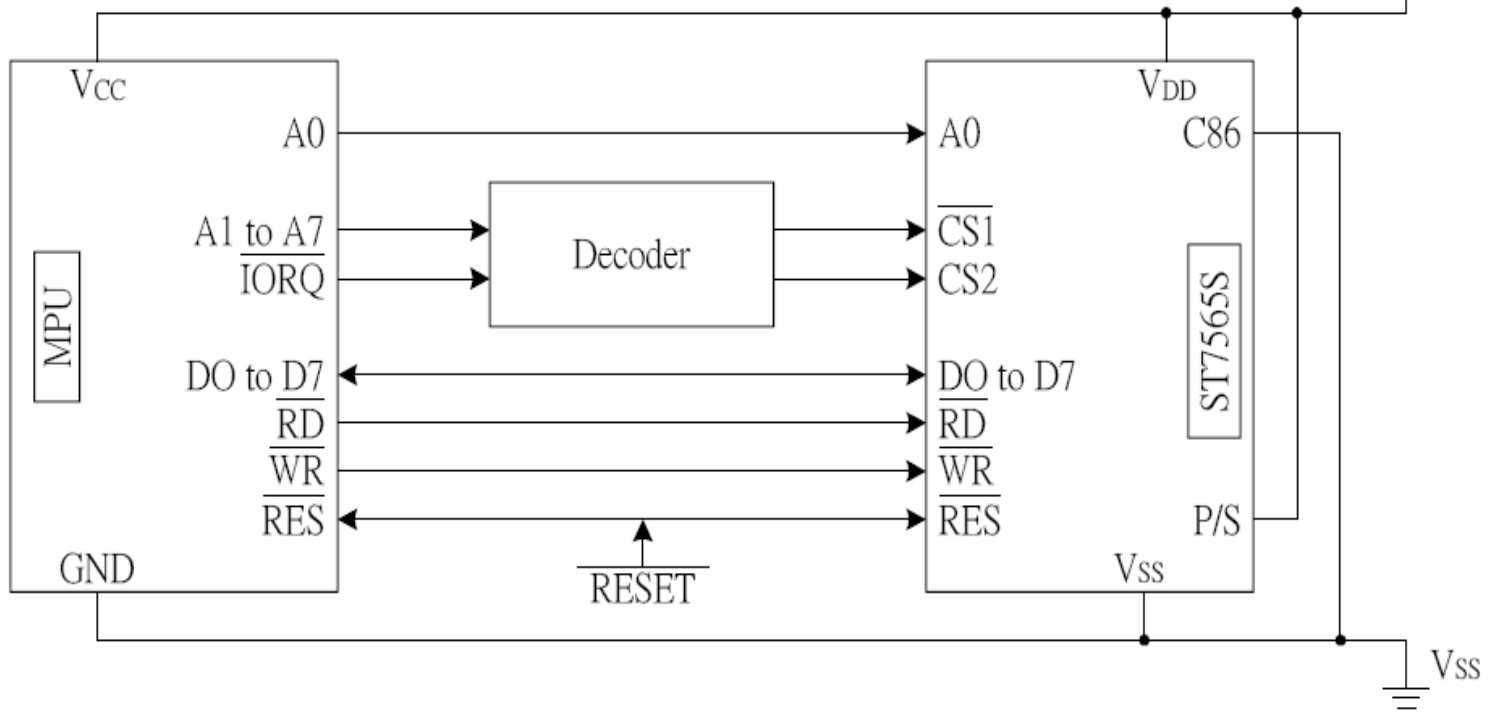 VCC
A0
A1 to A7
IORQ
MPU
DO to D7
RD
WR
RES
GND
Decoder
RESET
VDD
A0
C86
CS1
CS2
ST7565S
DO to D7
RD
WR
RES
P/S
VSS
VSS